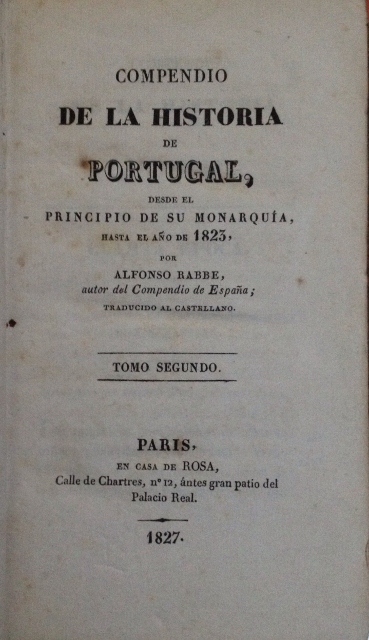 COMPENDIO
DE LA HISTORIA
DE
PORTUGAL,
DESDE EL
PRINCIPIO DE SU MONARQUÍA,
HASTA EL AÑO DE 1823,
POR
ALFONSO RABBE,
autor del Compendio de España;
TRADUCIDO AL CASTELLANO.
TOMO SEGUNDO.
PARIS,
EN CASA DE ROSA,
Calle de Chartres, nº 12, ántes gran patio del
Palacio Real.
1827.